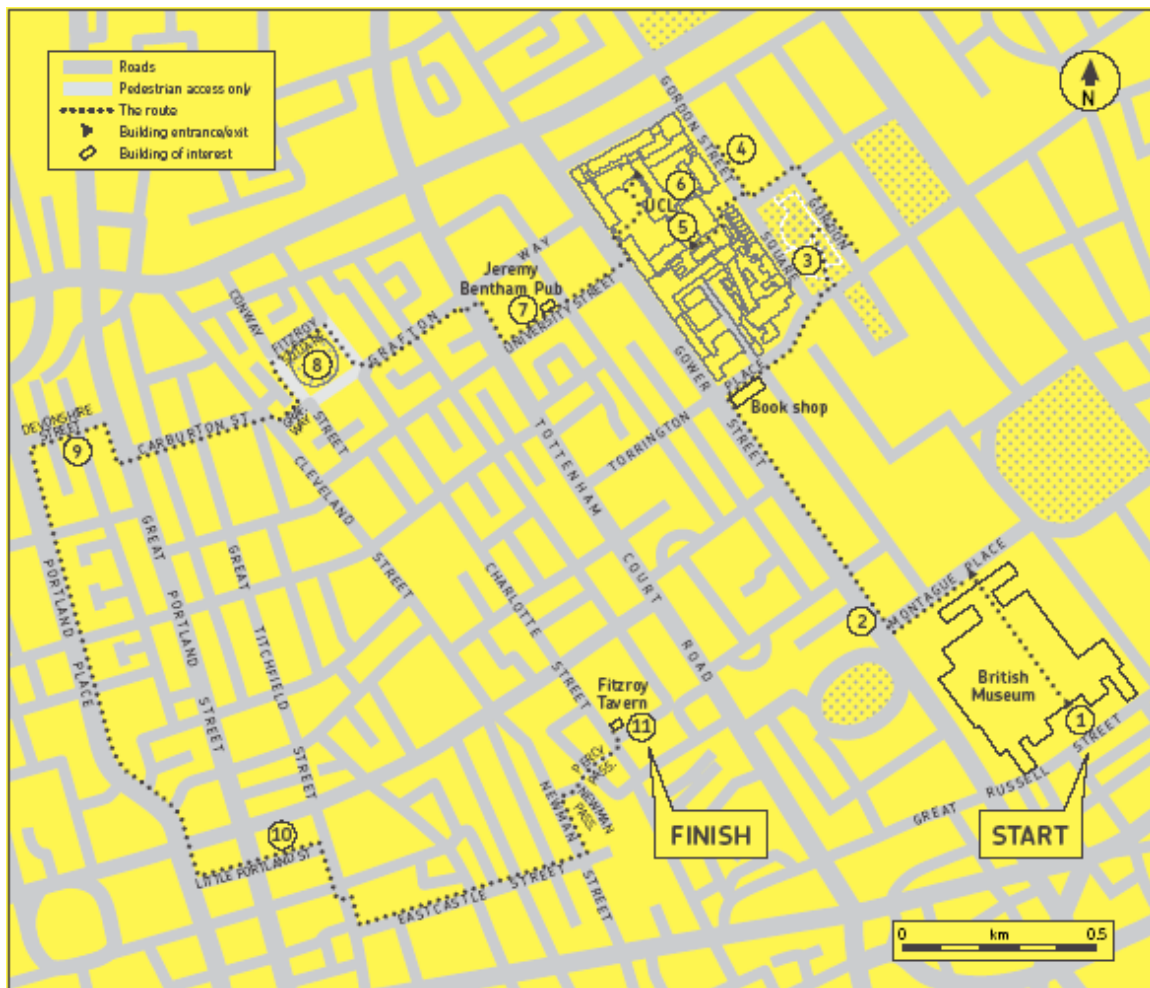 Roads
Pedestrian access only
The route
Building entrance/exit
Building of interest
N
GORDON STREET
4
6
UCL
5
GORDON
SQUARE
3
WAY
Jeremy
Bentham Pub
7
UNIVERSITY STREET
CONWAY
FITZROY
SQUARE
8
GRAFTON
GOWER
PLACE
Book shop
DEVONSHIRE
STREET
9
CARBURTON ST
WAY
STREET
TORRINGTON
STREET
CLEVELAND
TOTTENHAM
GREAT
GREAT
STREET
CHARLOTTE
COURT
MONTAGUE PLACE
2
PORTLAND
PORTLAND
TITCHFIELD
STREET
ROAD
PLACE
STREET
STREET
Fitzroy
Tavern
11
British
Museum
1
STREET
RUSSELL
GREAT
PERCY
PASS.
NEWMAN
NEWMAN
PASS.
FINISH
START
10
LITTLE PORTLAND ST
EASTCASTLE STREET
STREET
0 km 0.5